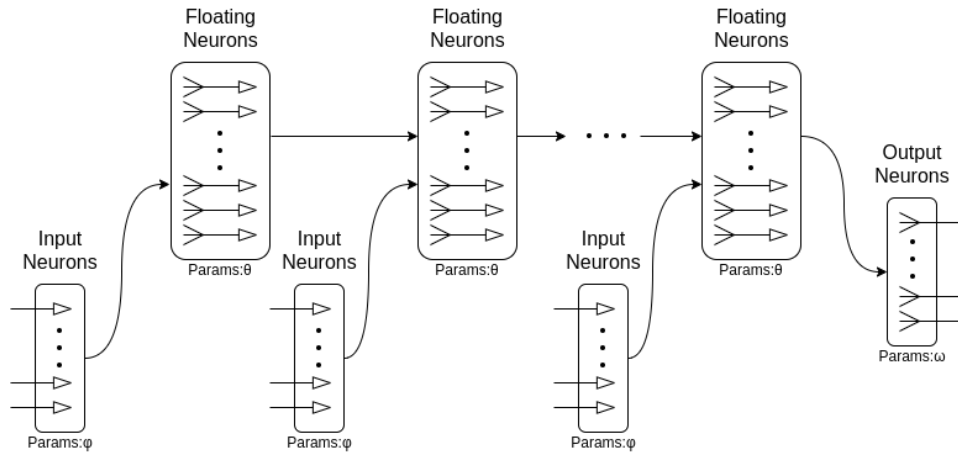 Floating
Neurons
Floating
Neurons
Floating
Neurons
Output
Neurons
Input
Neurons
Input
Neurons
Input
Neurons
Params:θ
Params:θ
Params:θ
Params:ω
Params:φ
Params:φ
Params:φ